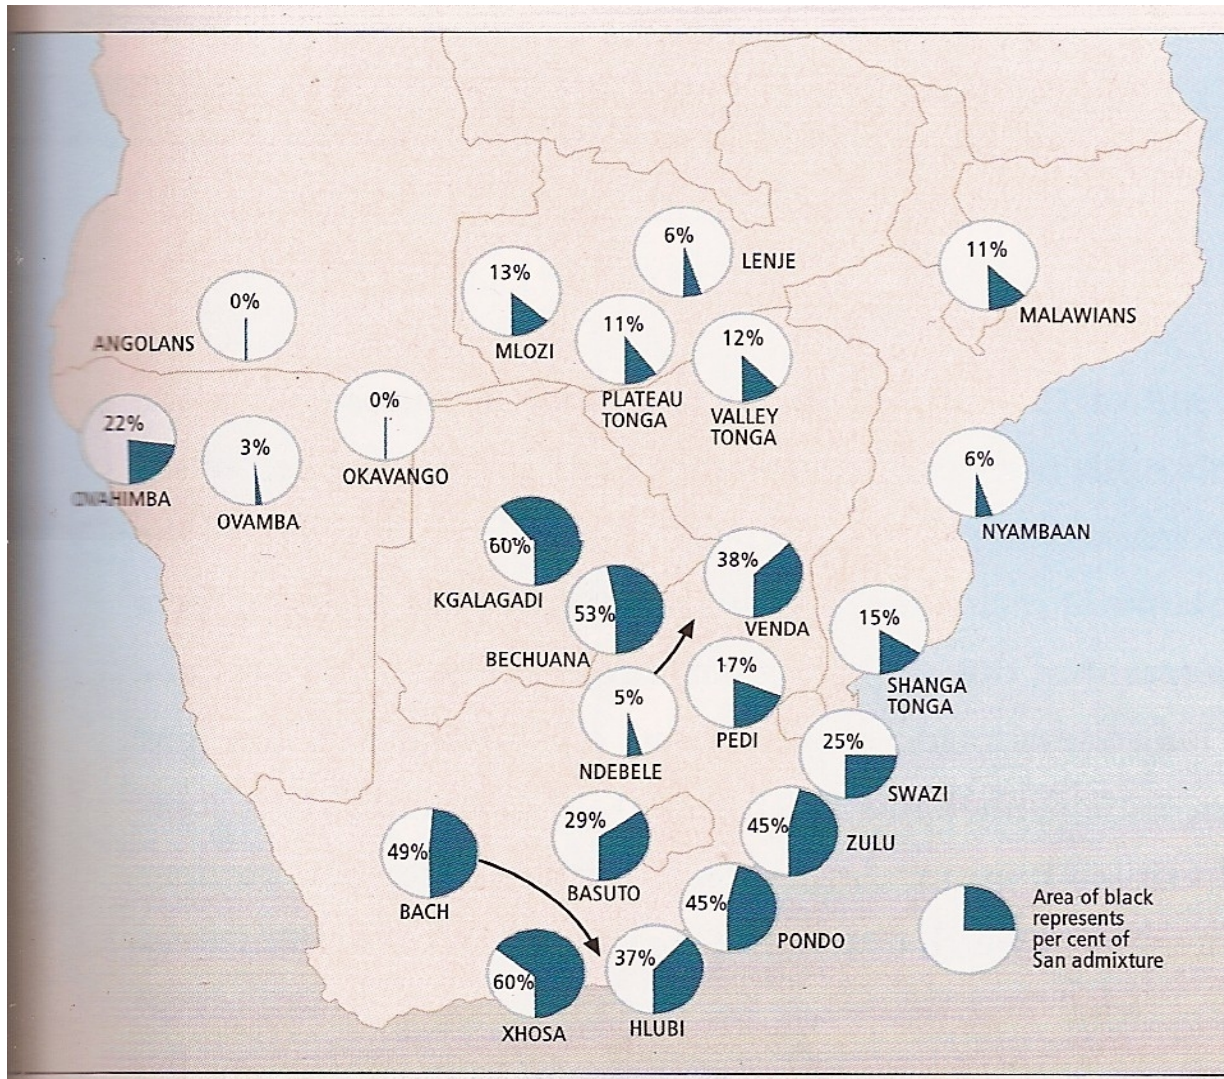 6%
LENJE
11%
MALAWIANS
13%
MLOZI
0%
ANGOLANS
11%
PLATEAU
TONGA
12%
VALLEY
TONGA
0%
OKAVANGO
22%
OVAHIMBA
3%
OVAMBA
6%
NYAMBAAN
60%
KGALAGADI
38%
VENDA
53%
BECHUANA
15%
SHANGA
TONGA
17%
PEDI
5%
NDEBELE
25%
SWAZI
29%
BASUTO
45%
ZULU
49%
BACH
45%
PONDO
37%
HLUBI
60%
XHOSA
Area of black
represents
per cent of
San admixture